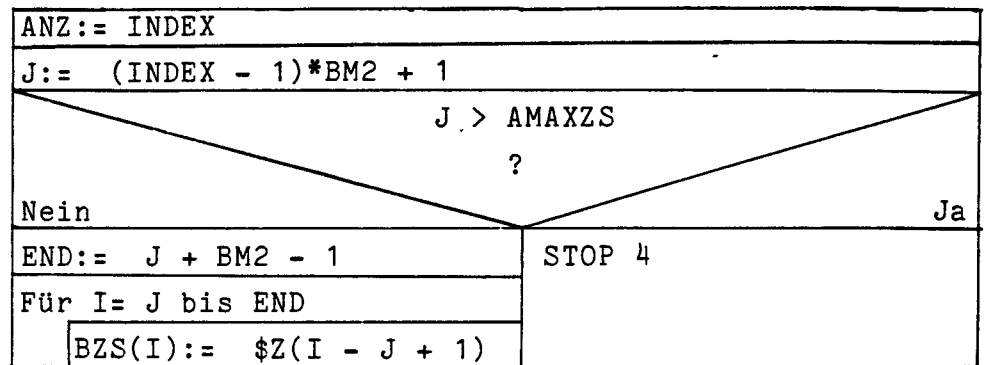 ANZ:= INDEX
J:= (INDEX - 1)*BM2 + 1
J > AMAXZS
?
Nein
Ja
END:= J + BM2 - 1
STOP 4
Für I= J bis END
BZS(I):= $Z(I - J + 1)